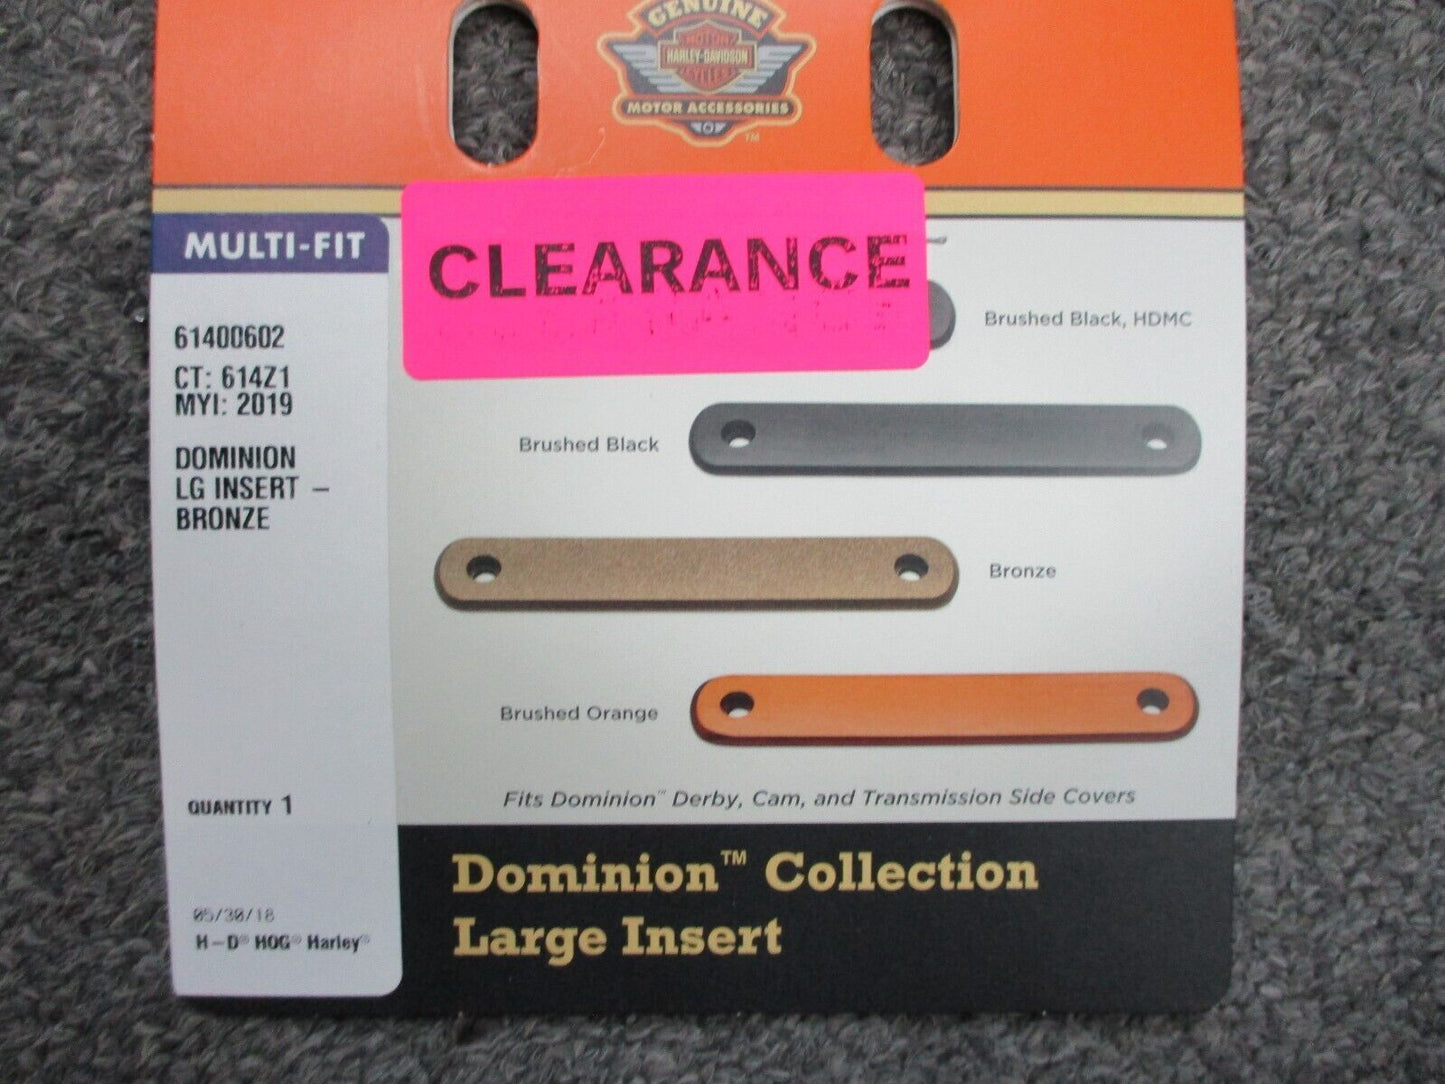 GENUINE
MOTOR
HARLEY-DAVIDSON
CYCLES
MOTOR ACCESSORIES
™
MULTI-FIT
CLEARANCE
61400602
CT: 614Z1
MYI: 2019
DOMINION
LG INSERT –
BRONZE
Brushed Black, HDMC
Brushed Black
Bronze
Brushed Orange
Fits Dominion™ Derby, Cam, and Transmission Side Covers
QUANTITY 1
05/30/18
H-D® HOG® Harley®
Dominion™ Collection
Large Insert